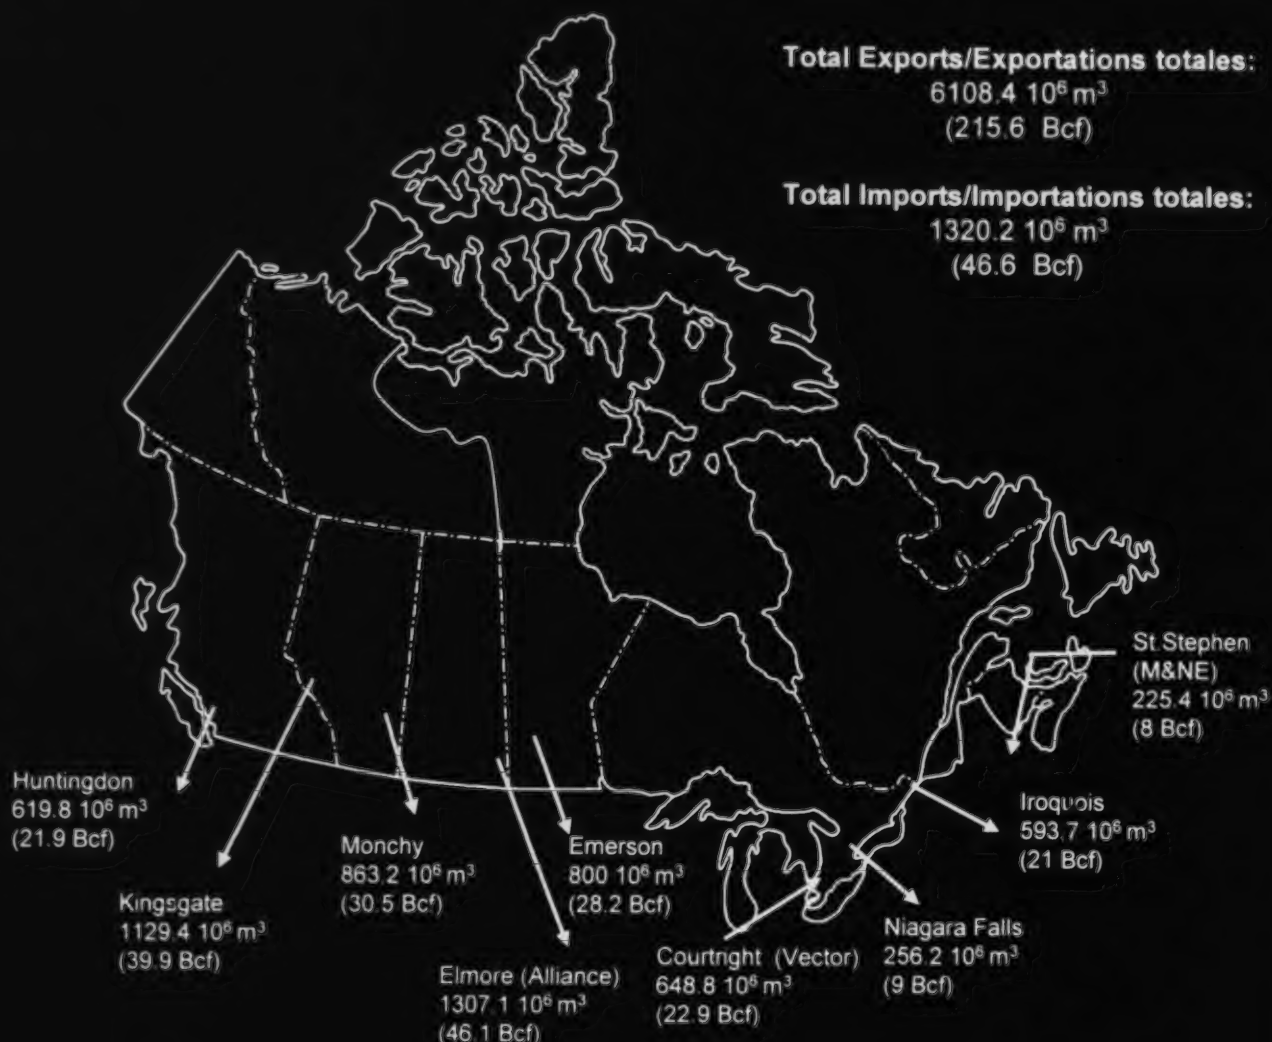 Total Exports/Exportations totales:
6108.4 10⁶ m³
(215.6 Bcf)
Total Imports/Importations totales:
1320.2 10⁶ m³
(46.6 Bcf)
St.Stephen
(M&NE)
225.4 10⁶ m³
(8 Bcf)
Huntingdon
619.8 10⁶ m³
(21.9 Bcf)
Iroquois
593.7 10⁶ m³
(21 Bcf)
Monchy
863.2 10⁶ m³
(30.5 Bcf)
Emerson
800 10⁶ m³
(28.2 Bcf)
Kingsgate
1129.4 10⁶ m³
(39.9 Bcf)
Niagara Falls
256.2 10⁶ m³
(9 Bcf)
Courtright (Vector)
648.8 10⁶ m³
(22.9 Bcf)
Elmore (Alliance)
1307.1 10⁶ m³
(46.1 Bcf)